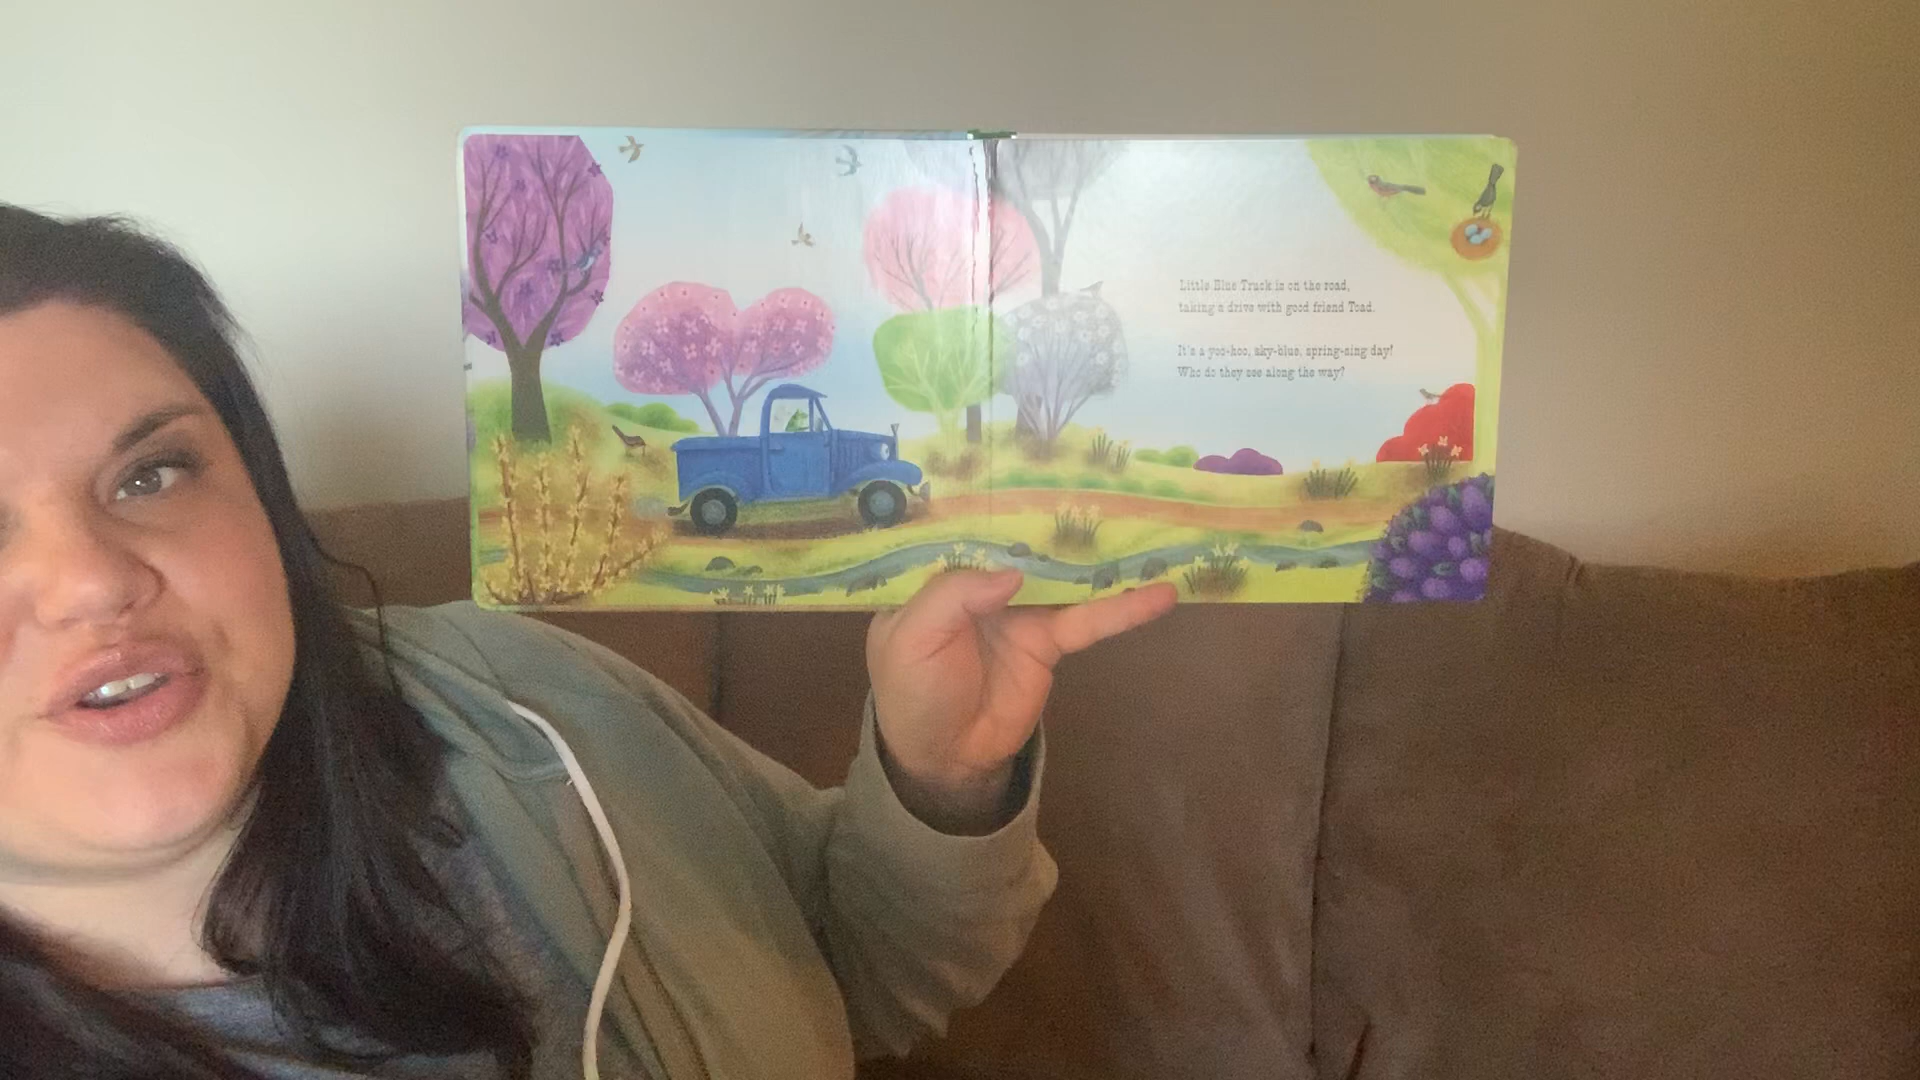 Little Blue Truck is on the road,
taking a drive with good friend Toad.
It's a yoo-hoo, sky-blue, spring-sing day!
Who do they see along the way?